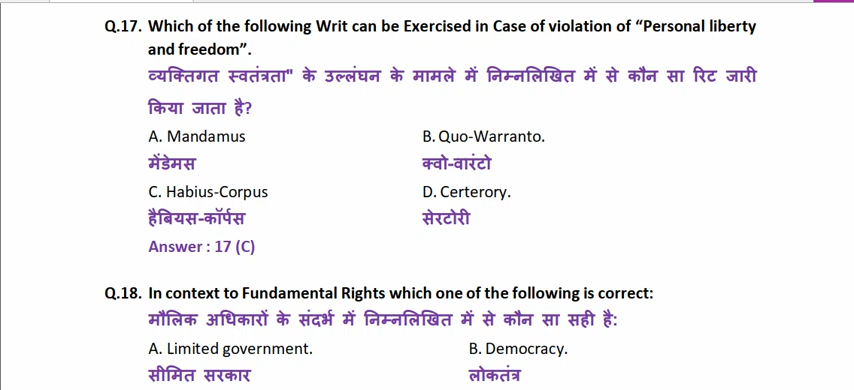 Q.17. Which of the following Writ can be Exercised in Case of violation of “Personal liberty
and freedom”.
व्यक्तिगत स्वतंत्रता" के उल्लंघन के मामले में निम्नलिखित में से कौन सा रिट जारी
किया जाता है?
A. Mandamus B. Quo-Warranto.
मेंडेमस क्वो-वारंटो
C. Habius-Corpus D. Certerory.
हैबियस-कॉर्पस सेरटोरी
Answer : 17 (C)
Q.18. In context to Fundamental Rights which one of the following is correct:
मौलिक अधिकारों के संदर्भ में निम्नलिखित में से कौन सा सही है:
A. Limited government. B. Democracy.
सीमित सरकार लोकतंत्र